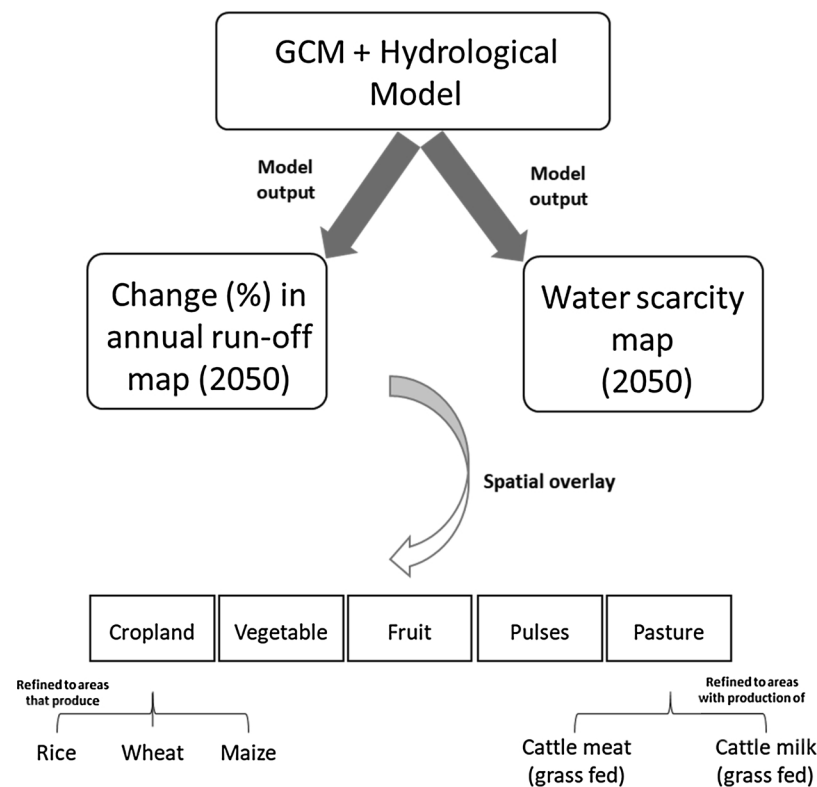 GCM + Hydrological
Model
Model
output
Model
output
Change (%) in
annual run-off
map (2050)
Water scarcity
map
(2050)
Spatial overlay
Cropland
Vegetable
Fruit
Pulses
Pasture
Refined to areas
that produce
Rice
Wheat
Maize
Refined to areas
with production of
Cattle meat
(grass fed)
Cattle milk
(grass fed)